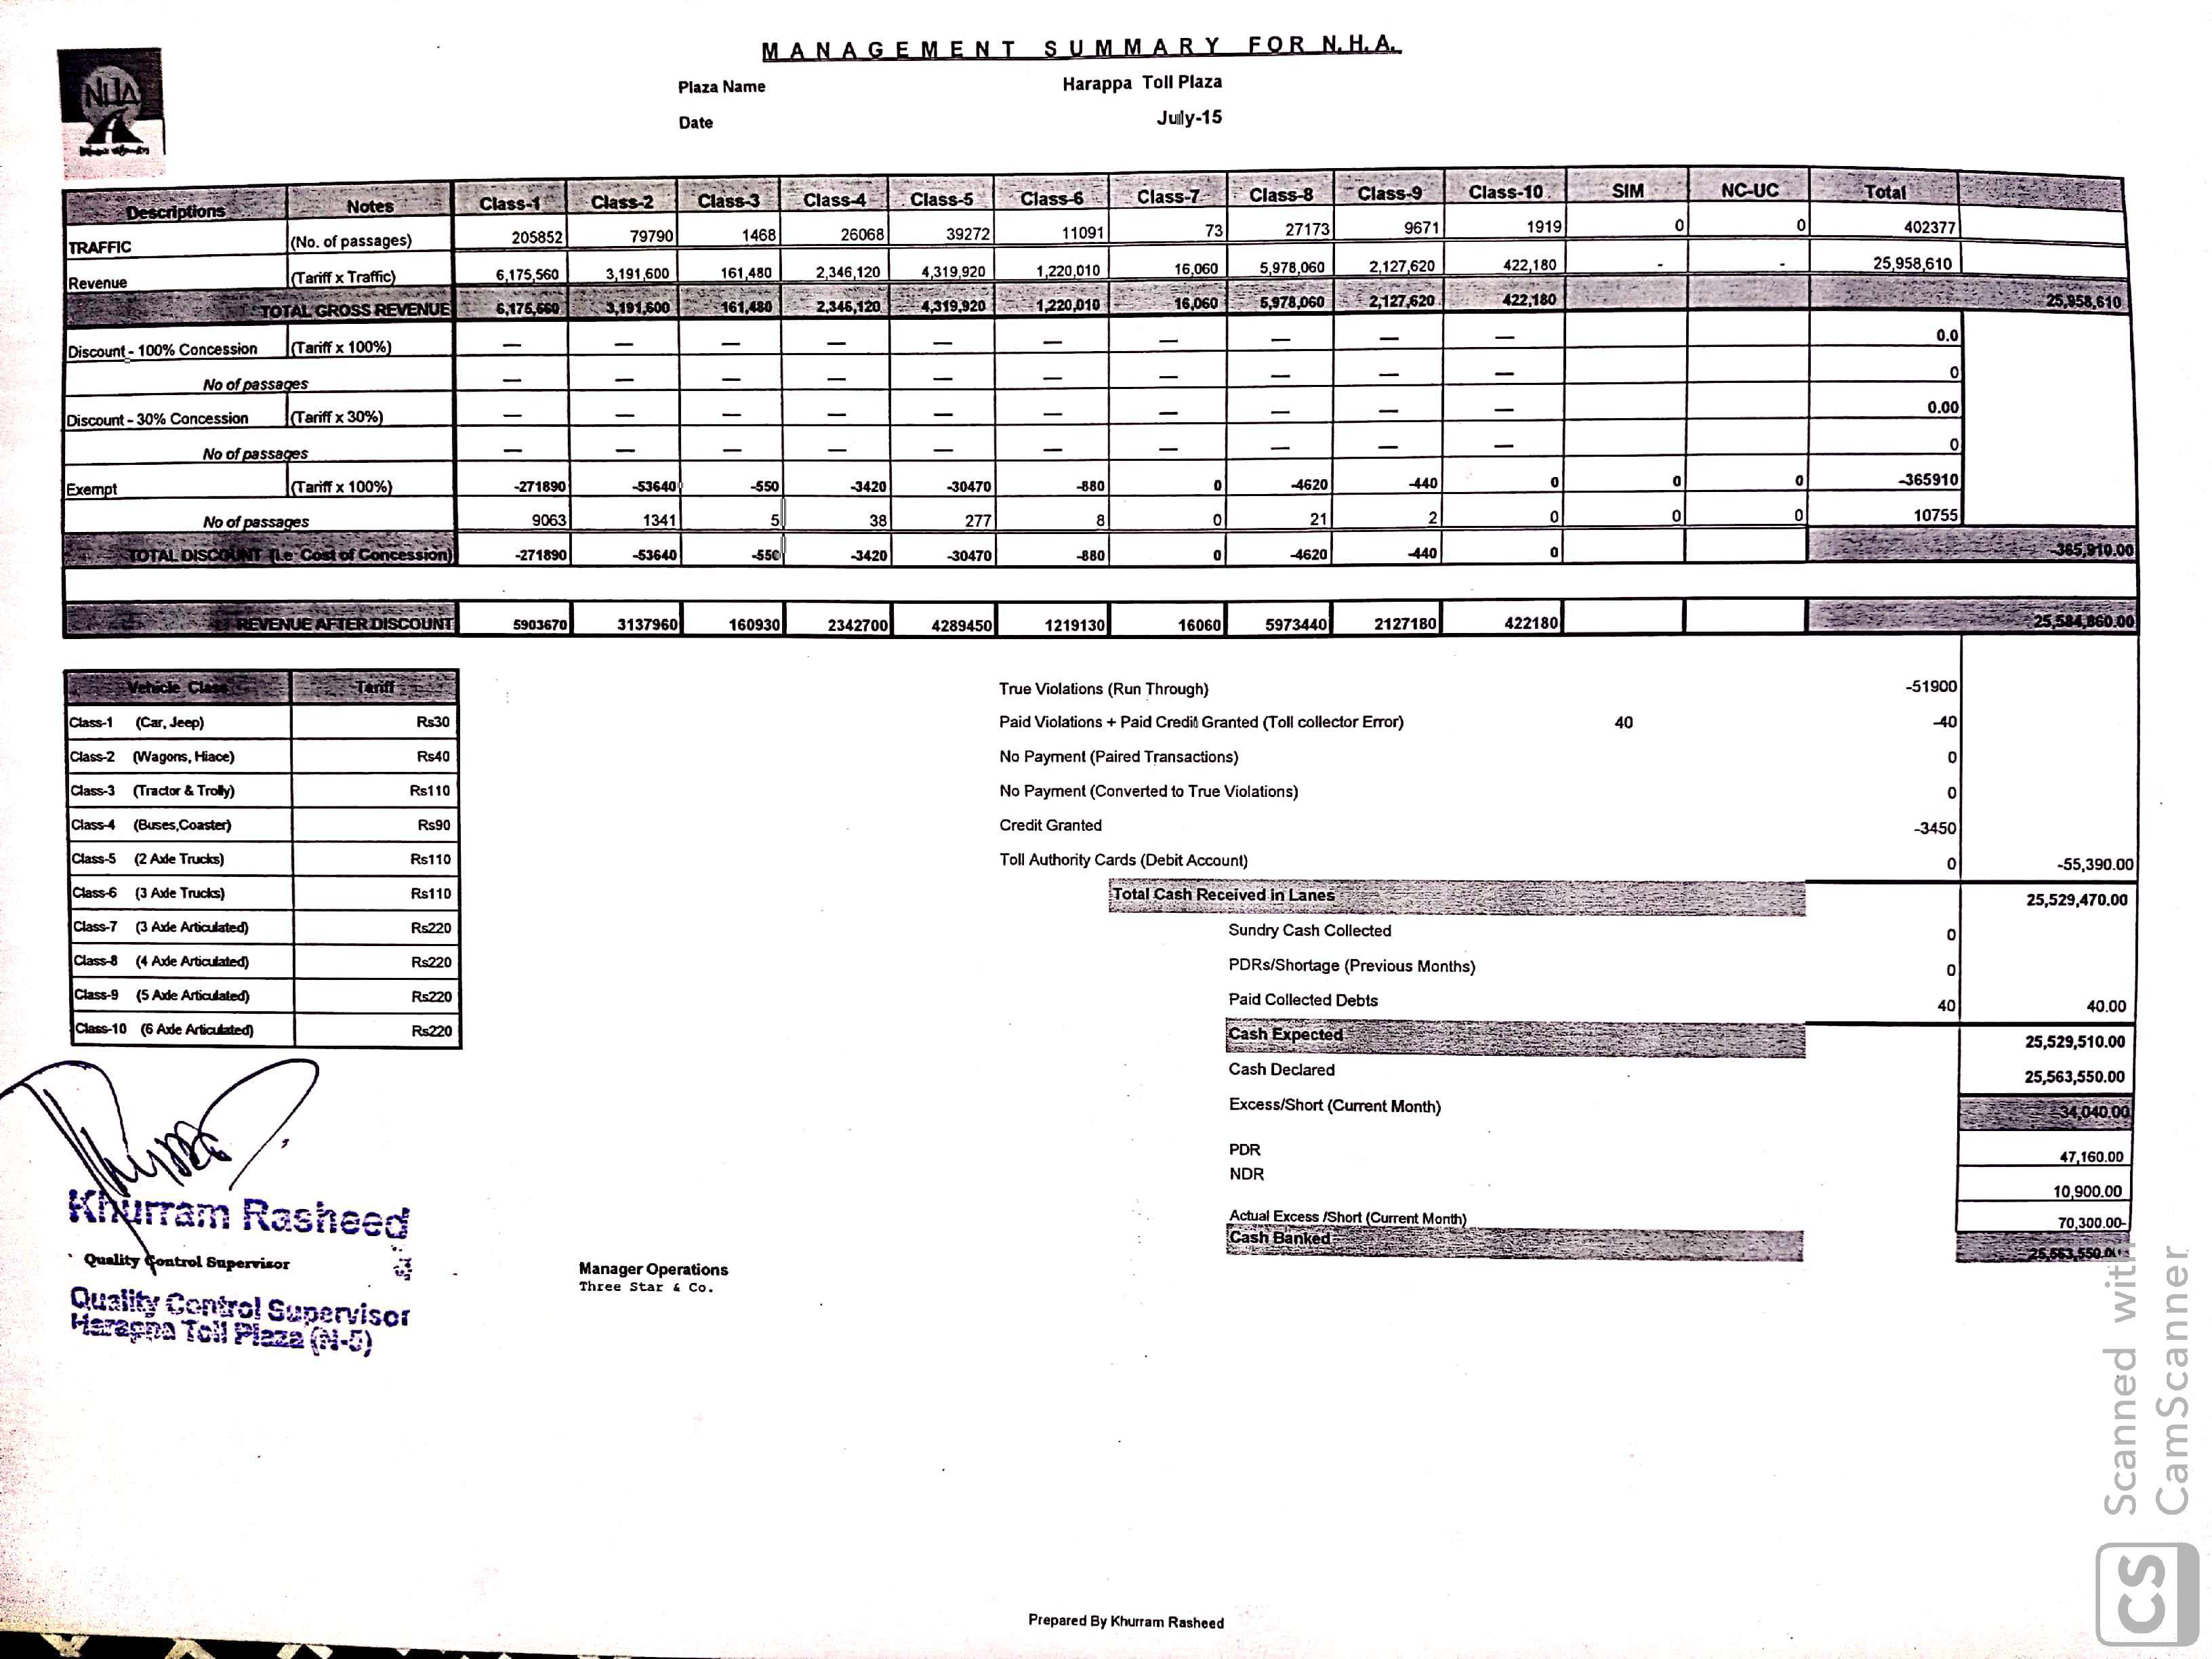 MANAGEMENT SUMMARY FOR N.H.A.
NHA
Plaza Name Harappa Toll Plaza
Date July-15
Descriptions Notes Class-1 Class-2 Class-3 Class-4 Class-5 Class-6 Class-7 Class-8 Class-9 Class-10 SIM NC-UC Total
TRAFFIC (No. of passages) 205852 79790 1468 26068 39272 11091 73 27173 9671 1919 0 0 402377
Revenue (Tariff x Traffic) 6,175,560 3,191,600 161,480 2,346,120 4,319,920 1,220,010 16,060 5,978,060 2,127,620 422,180 - - 25,958,610
TOTAL GROSS REVENUE 6,175,560 3,191,600 161,480 2,346,120 4,319,920 1,220,010 16,060 5,978,060 2,127,620 422,180 25,958,610
Discount - 100% Concession (Tariff x 100%) — — — — — — — — — — 0.0
No of passages — — — — — — — — — — 0
Discount - 30% Concession (Tariff x 30%) — — — — — — — — — — 0.00
No of passages — — — — — — — — — — 0
Exempt (Tariff x 100%) -271890 -53640 -550 -3420 -30470 -880 0 -4620 -440 0 0 0 -365910
No of passages 9063 1341 5 38 277 8 0 21 2 0 0 0 10755
TOTAL DISCOUNT (i.e Cost of Concession) -271890 -53640 -550 -3420 -30470 -880 0 -4620 -440 0 -365,910.00
REVENUE AFTER DISCOUNT 5903670 3137960 160930 2342700 4289450 1219130 16060 5973440 2127180 422180 25,584,860.00
Vehicle Class Tariff
Class-1 (Car, Jeep) Rs30
Class-2 (Wagons, Hiace) Rs40
Class-3 (Tractor & Trolly) Rs110
Class-4 (Buses,Coaster) Rs90
Class-5 (2 Axle Trucks) Rs110
Class-6 (3 Axle Trucks) Rs110
Class-7 (3 Axle Articulated) Rs220
Class-8 (4 Axle Articulated) Rs220
Class-9 (5 Axle Articulated) Rs220
Class-10 (6 Axle Articulated) Rs220
True Violations (Run Through) -51900
Paid Violations + Paid Credit Granted (Toll collector Error) 40 -40
No Payment (Paired Transactions) 0
No Payment (Converted to True Violations) 0
Credit Granted -3450
Toll Authority Cards (Debit Account) 0 -55,390.00
Total Cash Received in Lanes 25,529,470.00
Sundry Cash Collected 0
PDRs/Shortage (Previous Months) 0
Paid Collected Debts 40 40.00
Cash Expected 25,529,510.00
Cash Declared 25,563,550.00
Excess/Short (Current Month) 34,040.00
PDR 47,160.00
NDR 10,900.00
Actual Excess /Short (Current Month) 70,300.00-
Cash Banked 25,563,550.00
Khurram Rasheed
Quality Control Supervisor
Quality Control Supervisor
Harappa Toll Plaza (N-5)
Manager Operations
Three Star & Co.
Prepared By Khurram Rasheed
CS Scanned with
CamScanner